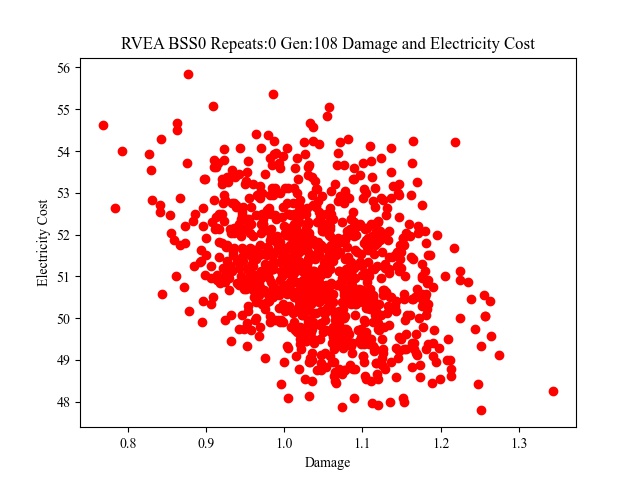 RVEA BSS0 Repeats:0 Gen:108 Damage and Electricity Cost
56
55
54
53
52
51
50
49
48
Electricity Cost
0.8 0.9 1.0 1.1 1.2 1.3
Damage